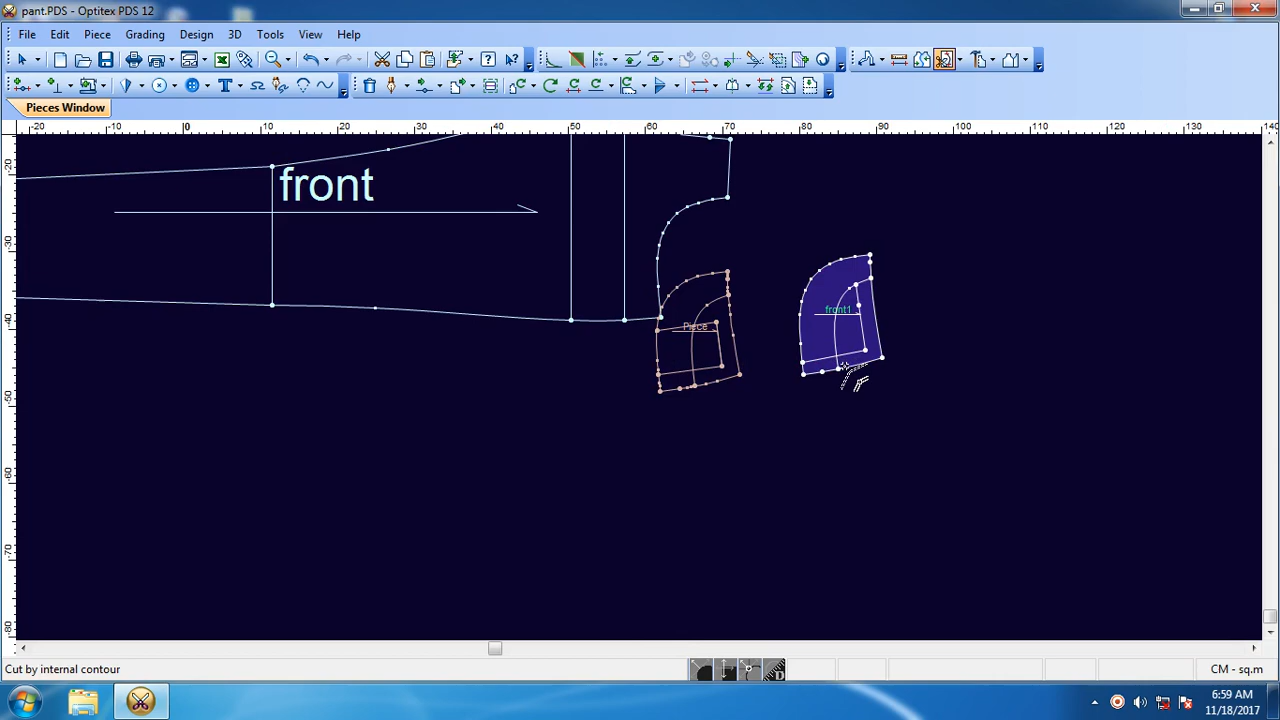 pant.PDS - Optitex PDS 12
File Edit Piece Grading Design 3D Tools View Help
Pieces Window
-20 -10 0 10 20 30 40 50 60 70 80 90 100 110 120 130 140
-20
-30
-40
-50
-60
-70
-80
front
front1
Piece
Cut by internal contour
D
CM - sq.m
6:59 AM
11/18/2017